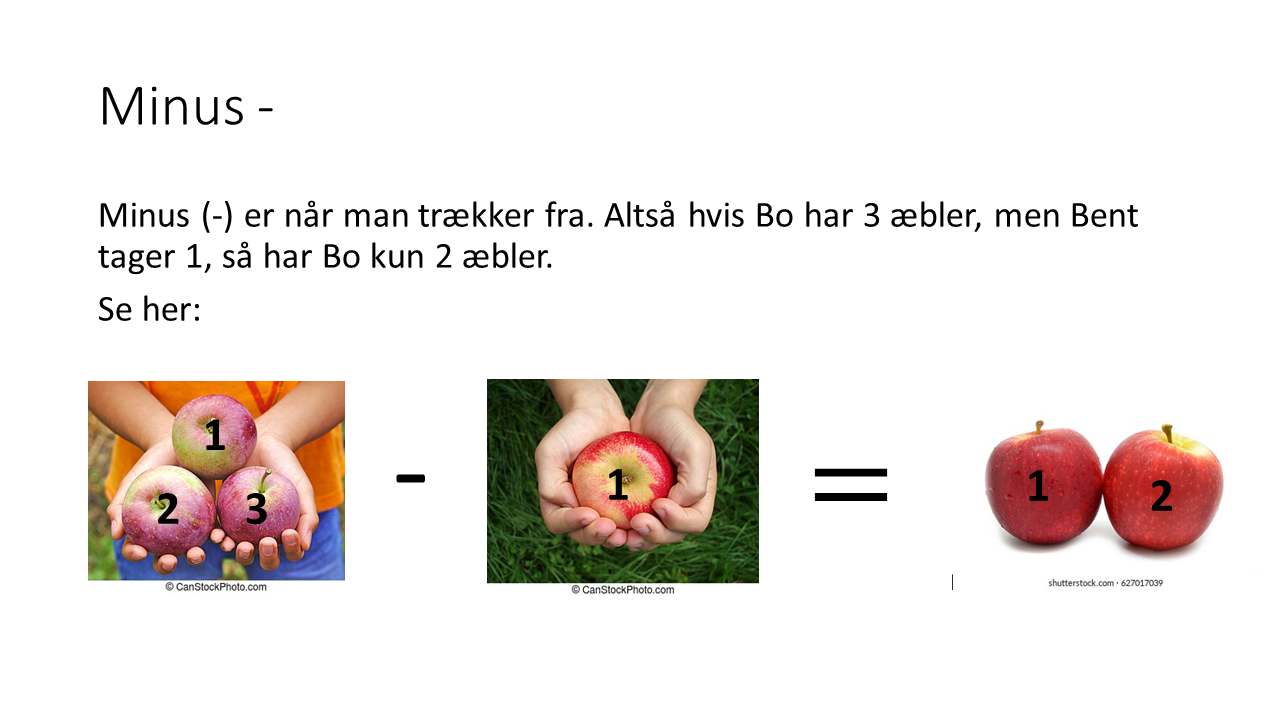 Minus -
Minus (-) er når man trækker fra. Altså hvis Bo har 3 æbler, men Bent
tager 1, så har Bo kun 2 æbler.
Se her:
1
2 3
-
1
=
1 2
© CanStockPhoto.com
© CanStockPhoto.com
shutterstock.com · 627017039